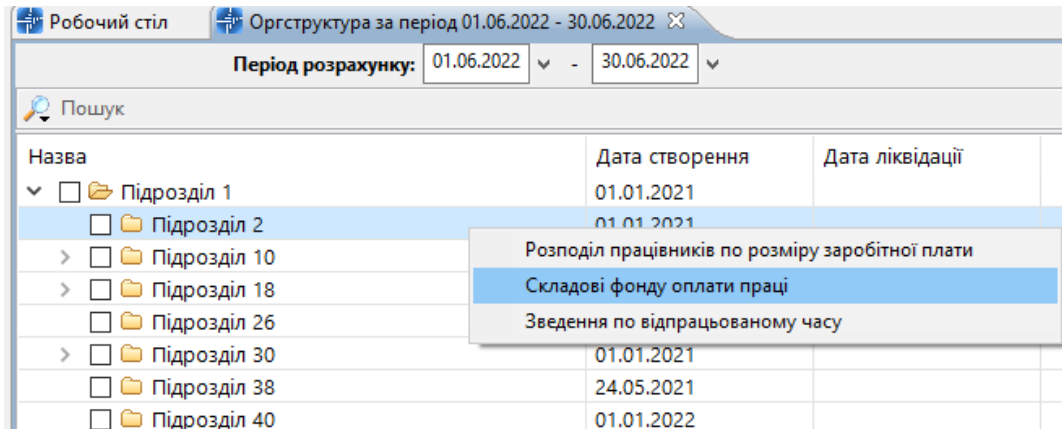 Робочий стіл Оргструктура за період 01.06.2022 - 30.06.2022
Період розрахунку: 01.06.2022 - 30.06.2022
Пошук
Назва Дата створення Дата ліквідації
Підрозділ 1 01.01.2021
Підрозділ 2 01.01.2021
Розподіл працівників по розміру заробітної плати
Підрозділ 10
Підрозділ 18
Складові фонду оплати праці
Підрозділ 26
Зведення по відпрацьованому часу
Підрозділ 30 01.01.2021
Підрозділ 38 24.05.2021
Підрозділ 40 01.01.2022